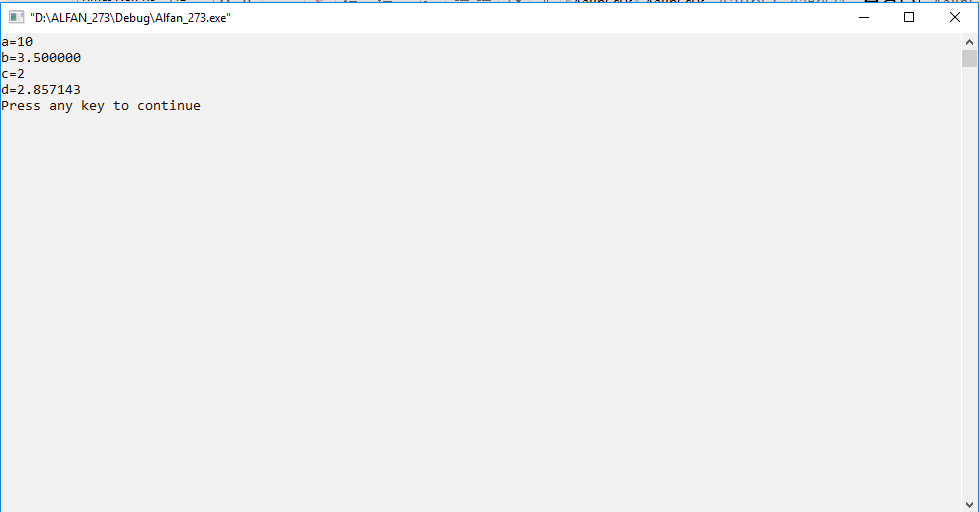 "D:\ALFAN_273\Debug\Alfan_273.exe"
a=10
b=3.500000
c=2
d=2.857143
Press any key to continue